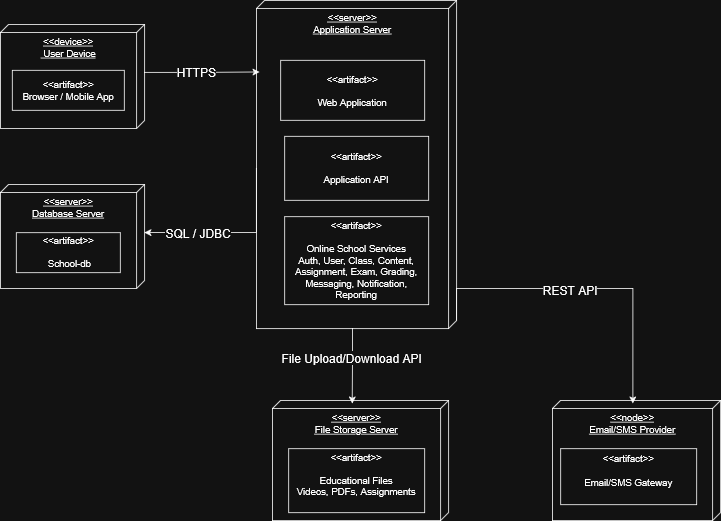 <<device>>
User Device
<<artifact>>
Browser / Mobile App
HTTPS
<<server>>
Application Server
<<artifact>>
Web Application
<<artifact>>
Application API
<<artifact>>
Online School Services
Auth, User, Class, Content,
Assignment, Exam, Grading,
Messaging, Notification,
Reporting
<<server>>
Database Server
<<artifact>>
School-db
SQL / JDBC
REST API
File Upload/Download API
<<server>>
File Storage Server
<<artifact>>
Educational Files
Videos, PDFs, Assignments
<<node>>
Email/SMS Provider
<<artifact>>
Email/SMS Gateway